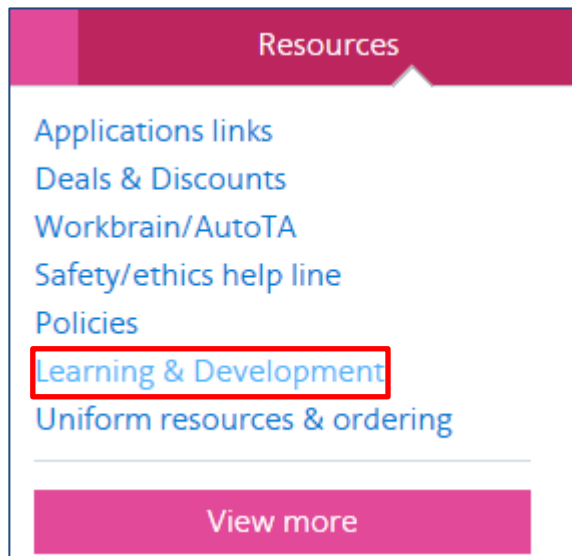 Resources
Applications links
Deals & Discounts
Workbrain/AutoTA
Safety/ethics help line
Policies
Learning & Development
Uniform resources & ordering
View more